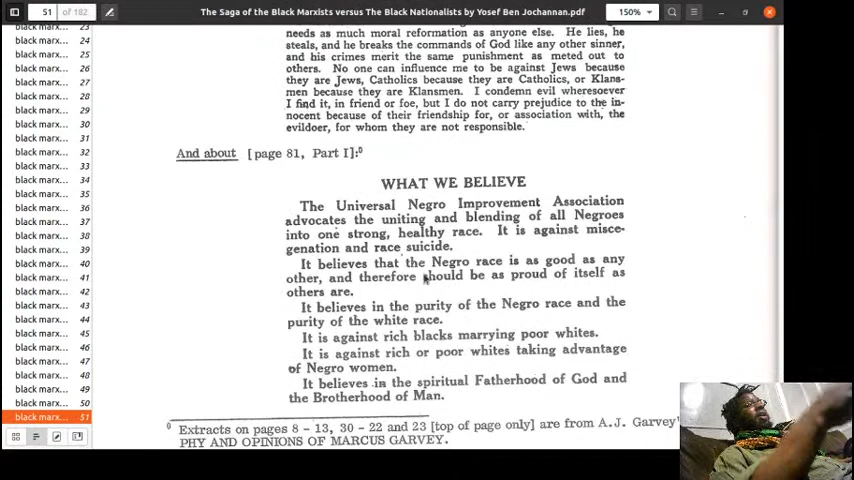 51 of 182
The Saga of the Black Marxists versus The Black Nationalists by Yosef Ben Jochannan.pdf
150%
black marx... 23
black marx... 24
black marx... 25
black marx... 26
black marx... 27
black marx... 28
black marx... 29
black marx... 30
black marx... 31
black marx... 32
black marx... 33
black marx... 34
black marx... 35
black marx... 36
black marx... 37
black marx... 38
black marx... 39
black marx... 40
black marx... 41
black marx... 42
black marx... 43
black marx... 44
black marx... 45
black marx... 46
black marx... 47
black marx... 48
black marx... 49
black marx... 50
black marx... 51
needs as much moral reformation as anyone else. He lies, he
steals, and he breaks the commands of God like any other sinner,
and his crimes merit the same punishment as meted out to
others. No one can influence me to be against Jews because
they are Jews, Catholics because they are Catholics, or Klans-
men because they are Klansmen. I condemn evil wheresoever
I find it, in friend or foe, but I do not carry prejudice to the in-
nocent because of their friendship for, or association with, the
evildoer, for whom they are not responsible.
And about [page 81, Part I]:0
WHAT WE BELIEVE
The Universal Negro Improvement Association
advocates the uniting and blending of all Negroes
into one strong, healthy race. It is against misce-
genation and race suicide.
It believes that the Negro race is as good as any
other, and therefore should be as proud of itself as
others are.
It believes in the purity of the Negro race and the
purity of the white race.
It is against rich blacks marrying poor whites.
It is against rich or poor whites taking advantage
of Negro women.
It believes in the spiritual Fatherhood of God and
the Brotherhood of Man.
0 Extracts on pages 8 - 13, 30 - 22 and 23 [top of page only] are from A.J. Garvey'
PHY AND OPINIONS OF MARCUS GARVEY.